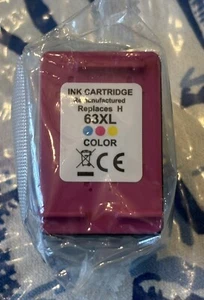 INK CARTRIDGE
Remanufactured
Replaces H
63XL
COLOR
CE